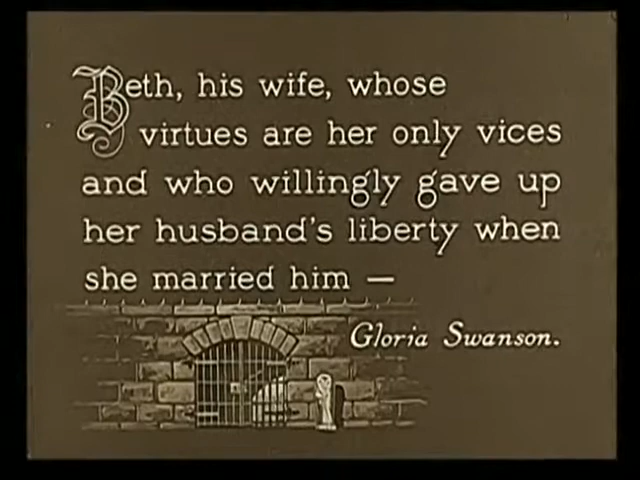 Beth, his wife, whose
virtues are her only vices
and who willingly gave up
her husband's liberty when
she married him —
Gloria Swanson.